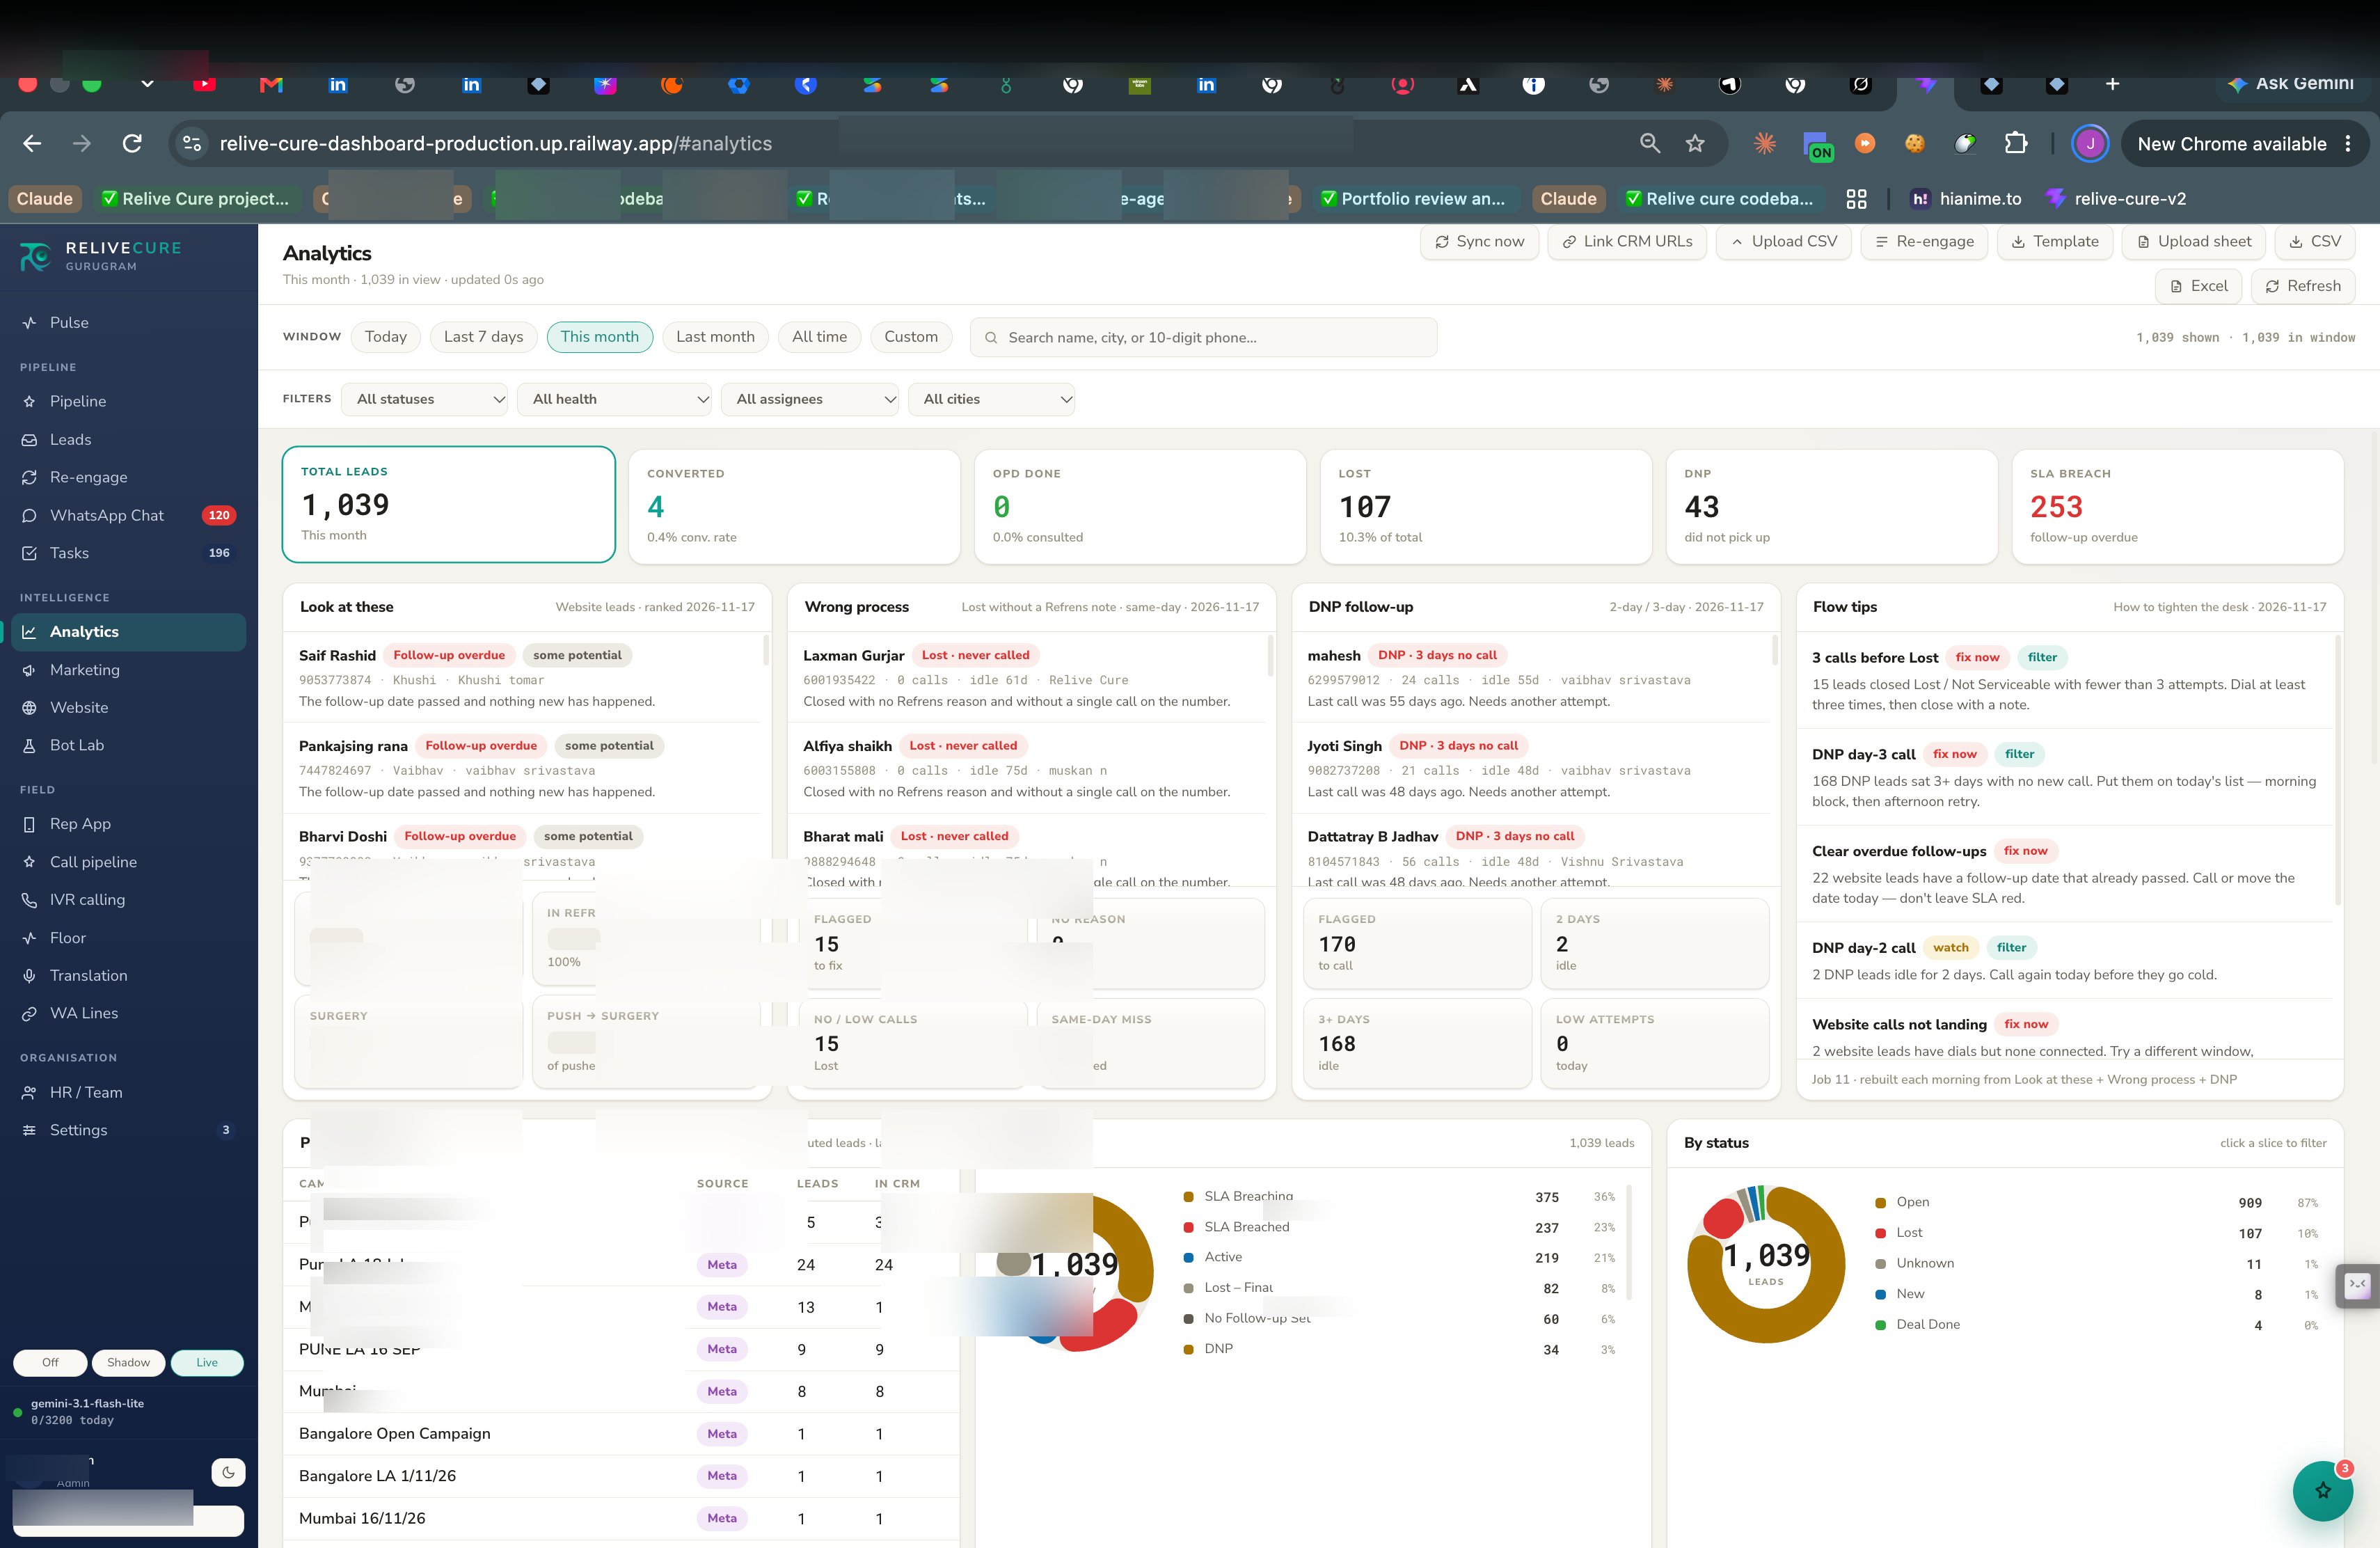 Ask Gemini
relive-cure-dashboard-production.up.railway.app/#analytics
ON
J
New Chrome available
Claude
Relive Cure project...
Portfolio review an...
Claude
Relive cure codeba...
h!
hianime.to
relive-cure-v2
RELIVECURE
GURUGRAM
Pulse
PIPELINE
Pipeline
Leads
Re-engage
WhatsApp Chat 120
Tasks 196
INTELLIGENCE
Analytics
Marketing
Website
Bot Lab
FIELD
Rep App
Call pipeline
IVR calling
Floor
Translation
WA Lines
ORGANISATION
HR / Team
Settings 3
Off Shadow Live
gemini-3.1-flash-lite
0/3200 today
Admin
Analytics
This month · 1,039 in view · updated 0s ago
Sync now Link CRM URLs Upload CSV Re-engage Template Upload sheet CSV
Excel Refresh
WINDOW Today Last 7 days This month Last month All time Custom Search name, city, or 10-digit phone...
1,039 shown · 1,039 in window
FILTERS All statuses All health All assignees All cities
TOTAL LEADS
1,039
This month
CONVERTED
4
0.4% conv. rate
OPD DONE
0
0.0% consulted
LOST
107
10.3% of total
DNP
43
did not pick up
SLA BREACH
253
follow-up overdue
Look at these Website leads · ranked 2026-11-17
Saif Rashid Follow-up overdue some potential
9053773874 · Khushi · Khushi tomar
The follow-up date passed and nothing new has happened.
Pankajsing rana Follow-up overdue some potential
7447824697 · Vaibhav · vaibhav srivastava
The follow-up date passed and nothing new has happened.
Bharvi Doshi Follow-up overdue some potential
srivastava
100%
SURGERY
PUSH → SURGERY
Wrong process Lost without a Refrens note · same-day · 2026-11-17
Laxman Gurjar Lost · never called
6001935422 · 0 calls · idle 61d · Relive Cure
Closed with no Refrens reason and without a single call on the number.
Alfiya shaikh Lost · never called
6003155808 · 0 calls · idle 75d · muskan n
Closed with no Refrens reason and without a single call on the number.
Bharat mali Lost · never called
FLAGGED
15
to fix
NO REASON
NO / LOW CALLS
15
Lost
SAME-DAY MISS
DNP follow-up 2-day / 3-day · 2026-11-17
mahesh DNP · 3 days no call
6299579012 · 24 calls · idle 55d · vaibhav srivastava
Last call was 55 days ago. Needs another attempt.
Jyoti Singh DNP · 3 days no call
9082737208 · 21 calls · idle 48d · vaibhav srivastava
Last call was 48 days ago. Needs another attempt.
Dattatray B Jadhav DNP · 3 days no call
8104571843 · 56 calls · idle 48d · Vishnu Srivastava
Last call was 48 days ago. Needs another attempt.
FLAGGED
170
to call
2 DAYS
2
idle
3+ DAYS
168
idle
LOW ATTEMPTS
0
today
Flow tips How to tighten the desk · 2026-11-17
3 calls before Lost fix now filter
15 leads closed Lost / Not Serviceable with fewer than 3 attempts. Dial at least
three times, then close with a note.
DNP day-3 call fix now filter
168 DNP leads sat 3+ days with no new call. Put them on today's list — morning
block, then afternoon retry.
Clear overdue follow-ups fix now
22 website leads have a follow-up date that already passed. Call or move the
date today — don't leave SLA red.
DNP day-2 call watch filter
2 DNP leads idle for 2 days. Call again today before they go cold.
Website calls not landing fix now
2 website leads have dials but none connected. Try a different window,
Job 11 · rebuilt each morning from Look at these + Wrong process + DNP
SOURCE LEADS IN CRM
Meta 24 24
Meta 13
PUNE LA 16 SEP Meta 9 9
Mumbai Meta 8 8
Bangalore Open Campaign Meta 1 1
Bangalore LA 1/11/26 Meta 1 1
Mumbai 16/11/26 Meta 1 1
1,039 leads
1,039
SLA Breaching 375 36%
SLA Breached 237 23%
Active 219 21%
Lost – Final 82 8%
No Follow-up Set 60 6%
DNP 34 3%
By status click a slice to filter
1,039
LEADS
Open 909 87%
Lost 107 10%
Unknown 11 1%
New 8 1%
Deal Done 4 0%
3